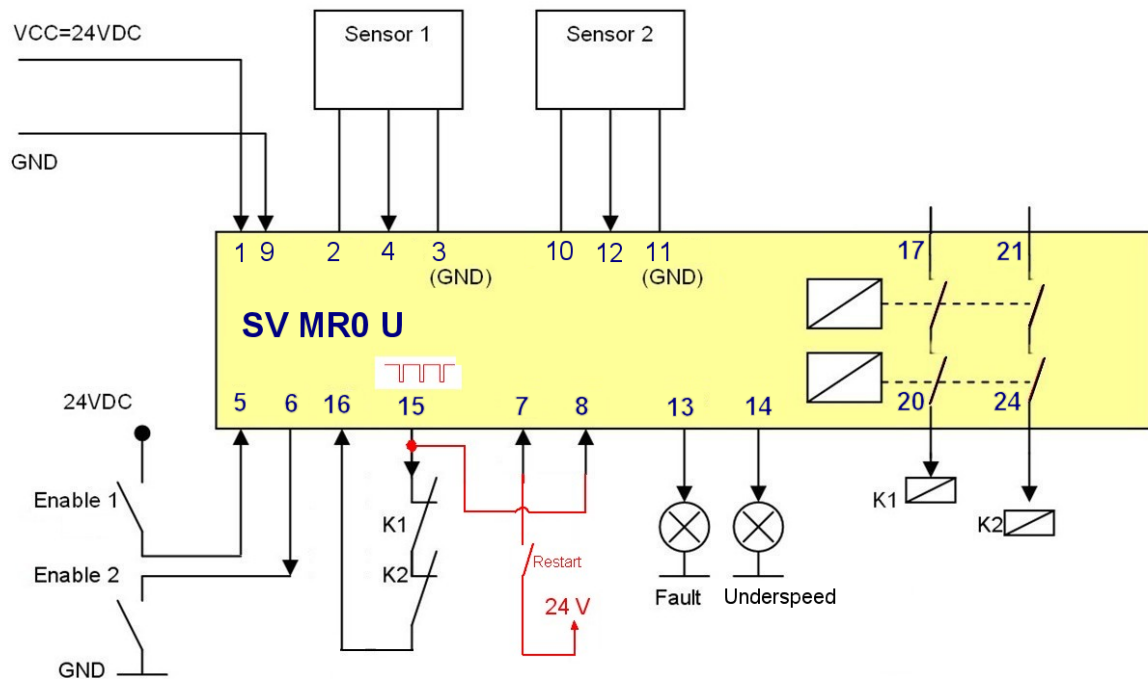 VCC=24VDC
GND
Sensor 1
Sensor 2
1 9 2 4 3 10 12 11 17 21
(GND) (GND)
SV MR0 U
5 6 16 15 7 8 13 14 20 24
24VDC
Enable 1
Enable 2
GND
K1
K2
Restart
24 V
Fault
Underspeed
K1
K2